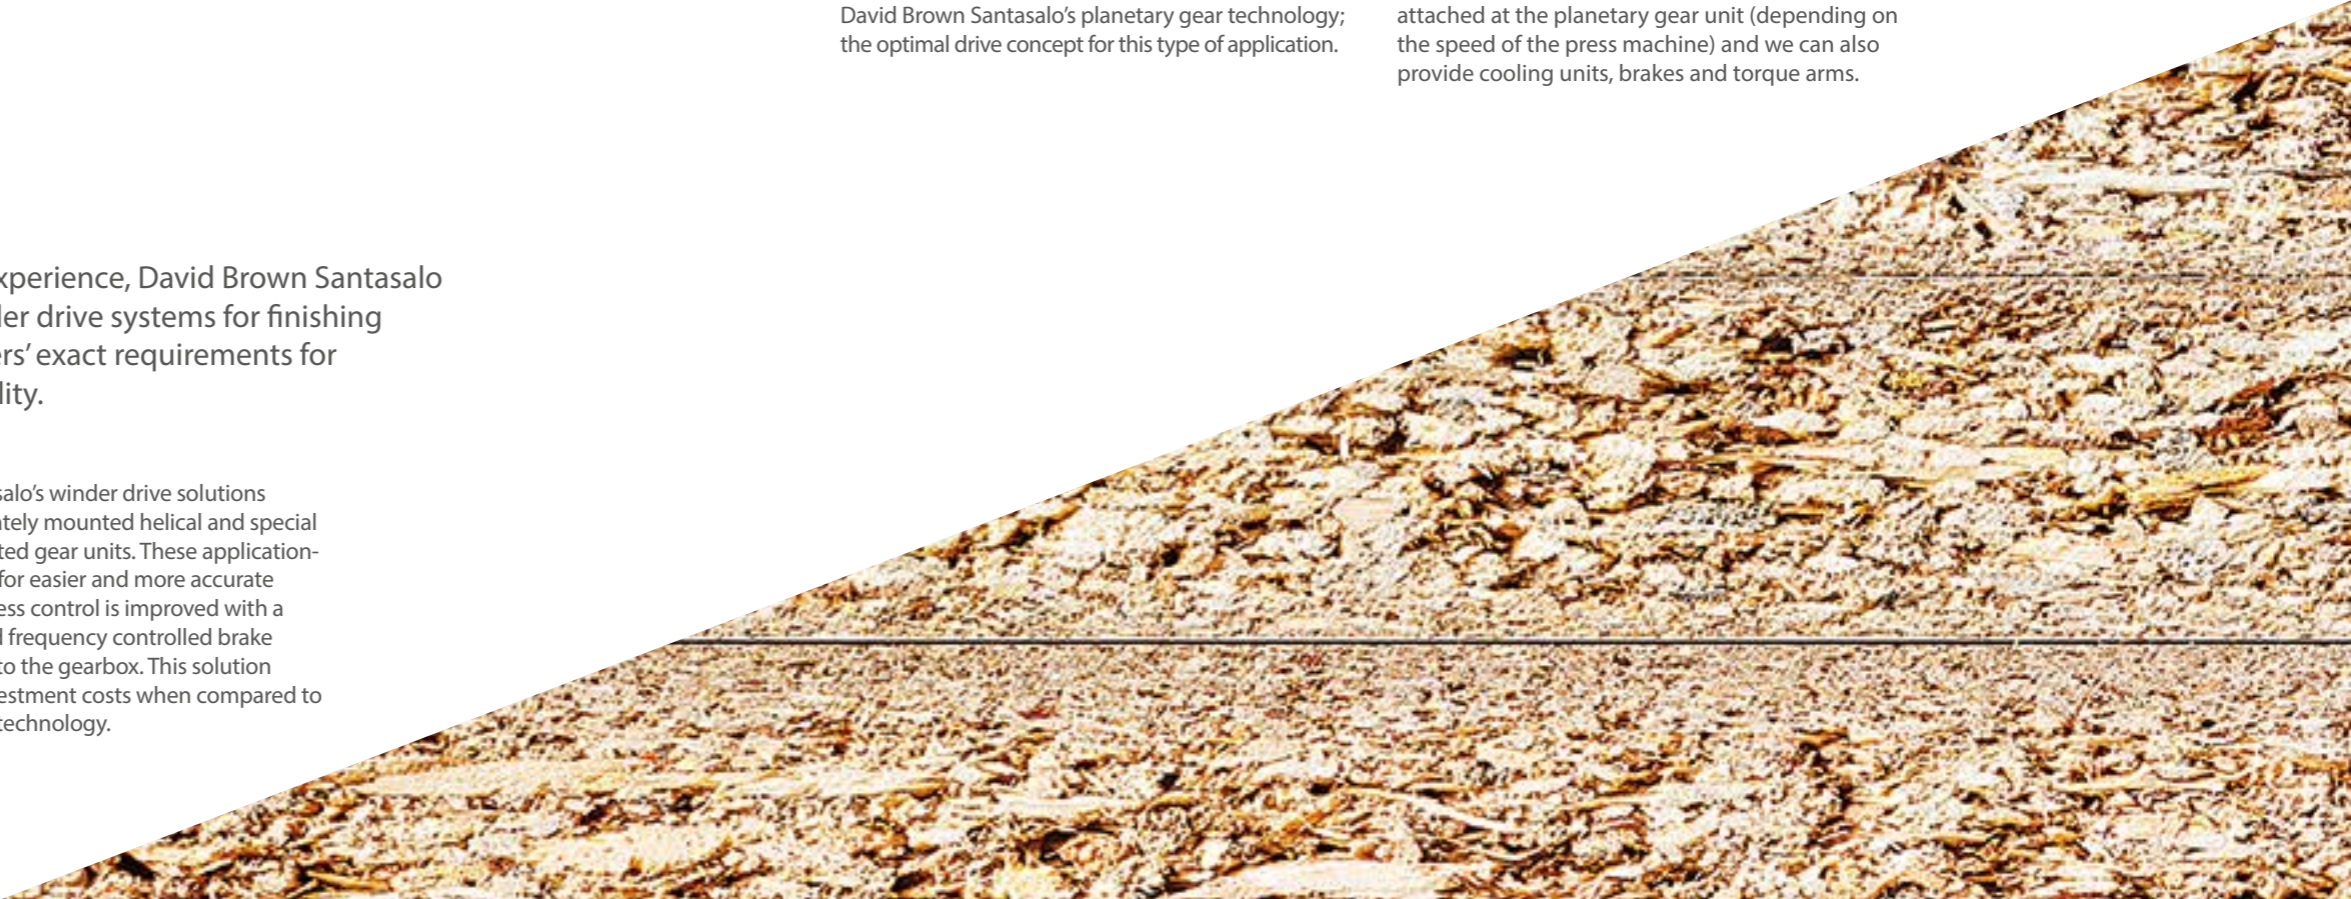 David Brown Santasalo's planetary gear technology;
the optimal drive concept for this type of application.
attached at the planetary gear unit (depending on
the speed of the press machine) and we can also
provide cooling units, brakes and torque arms.
xperience, David Brown Santasalo
ler drive systems for finishing
ers' exact requirements for
lity.
salo's winder drive solutions
ately mounted helical and special
ted gear units. These application-
for easier and more accurate
ess control is improved with a
d frequency controlled brake
to the gearbox. This solution
estment costs when compared to
technology.